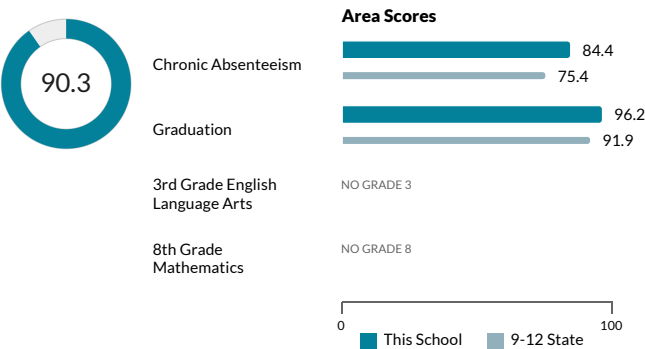 Area Scores
90.3
Chronic Absenteeism
84.4
75.4
Graduation
96.2
91.9
3rd Grade English
Language Arts
NO GRADE 3
8th Grade
Mathematics
NO GRADE 8
0
100
This School
9-12 State